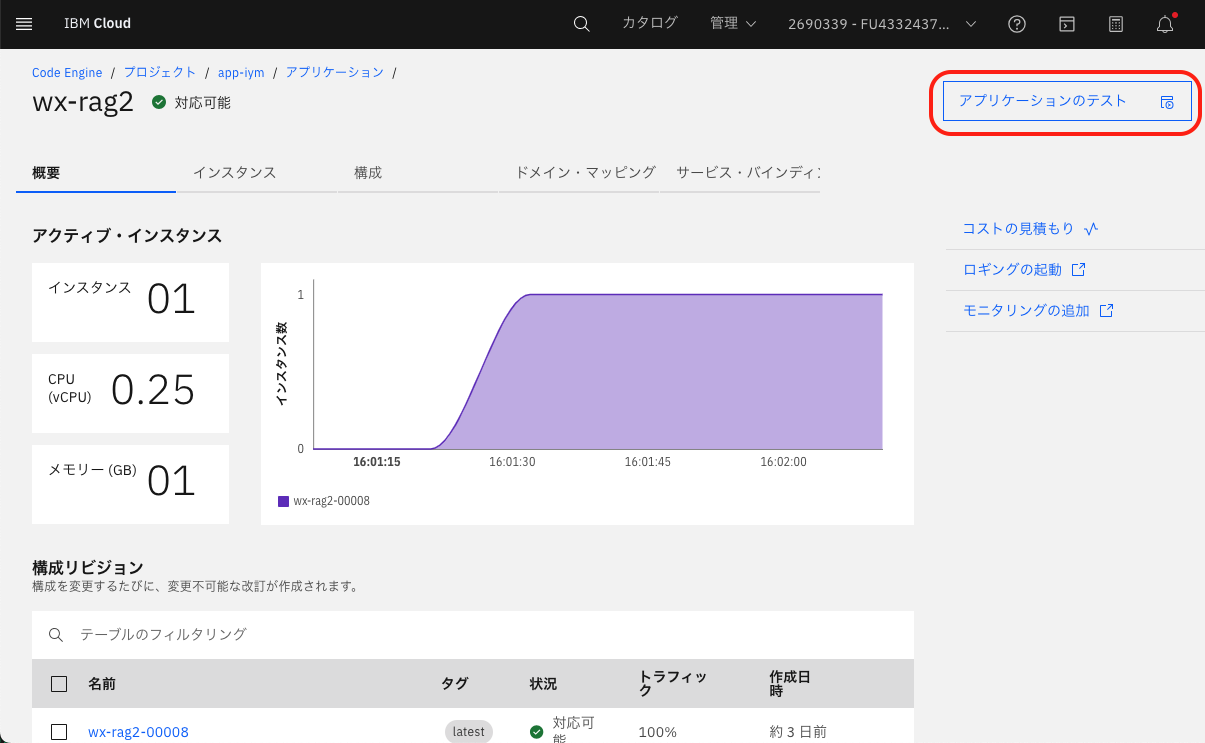 IBM Cloud カタログ 管理 2690339 - FU4332437...
Code Engine / プロジェクト / app-iym / アプリケーション /
wx-rag2 対応可能
アプリケーションのテスト
概要 インスタンス 構成 ドメイン・マッピング サービス・バインディン
コストの見積もり
ロギングの起動
モニタリングの追加
アクティブ・インスタンス
インスタンス 01
CPU
(vCPU) 0.25
メモリー (GB) 01
インスタンス数
1
0
16:01:15 16:01:30 16:01:45 16:02:00
wx-rag2-00008
構成リビジョン
構成を変更するたびに、変更不可能な改訂が作成されます。
テーブルのフィルタリング
名前 タグ 状況 トラフィッ
ク 作成日
時
wx-rag2-00008 latest 対応可
能 100% 約 3 日前